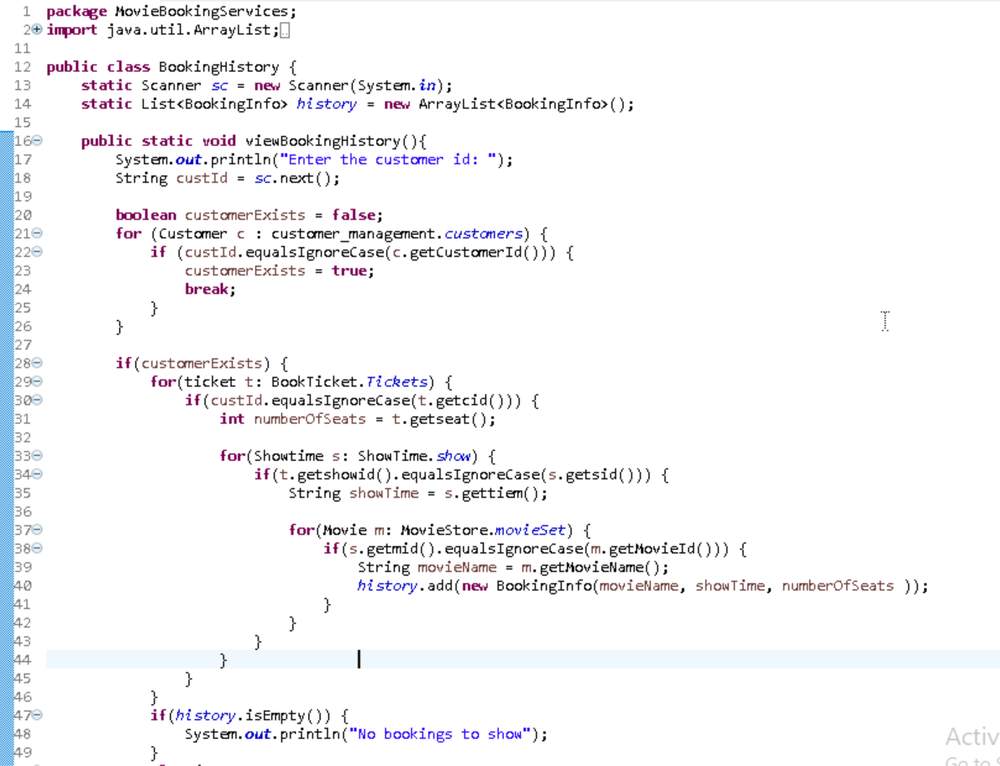 1 package MovieBookingServices;
2 import java.util.ArrayList;
11
12 public class BookingHistory {
13     static Scanner sc = new Scanner(System.in);
14     static List<BookingInfo> history = new ArrayList<BookingInfo>();
15
16     public static void viewBookingHistory(){
17         System.out.println("Enter the customer id: ");
18         String custId = sc.next();
19
20         boolean customerExists = false;
21         for (Customer c : customer_management.customers) {
22             if (custId.equalsIgnoreCase(c.getCustomerId())) {
23                 customerExists = true;
24                 break;
25             }
26         }
27
28         if(customerExists) {
29             for(ticket t: BookTicket.Tickets) {
30                 if(custId.equalsIgnoreCase(t.getcid())) {
31                     int numberOfSeats = t.getseat();
32
33                     for(Showtime s: ShowTime.show) {
34                         if(t.getshowid().equalsIgnoreCase(s.getsid())) {
35                             String showTime = s.gettiem();
36
37                             for(Movie m: MovieStore.movieSet) {
38                                 if(s.getmid().equalsIgnoreCase(m.getMovieId())) {
39                                     String movieName = m.getMovieName();
40                                     history.add(new BookingInfo(movieName, showTime, numberOfSeats ));
41                                 }
42                             }
43                         }
44                     }
45                 }
46             }
47             if(history.isEmpty()) {
48                 System.out.println("No bookings to show");
49             }
Activ